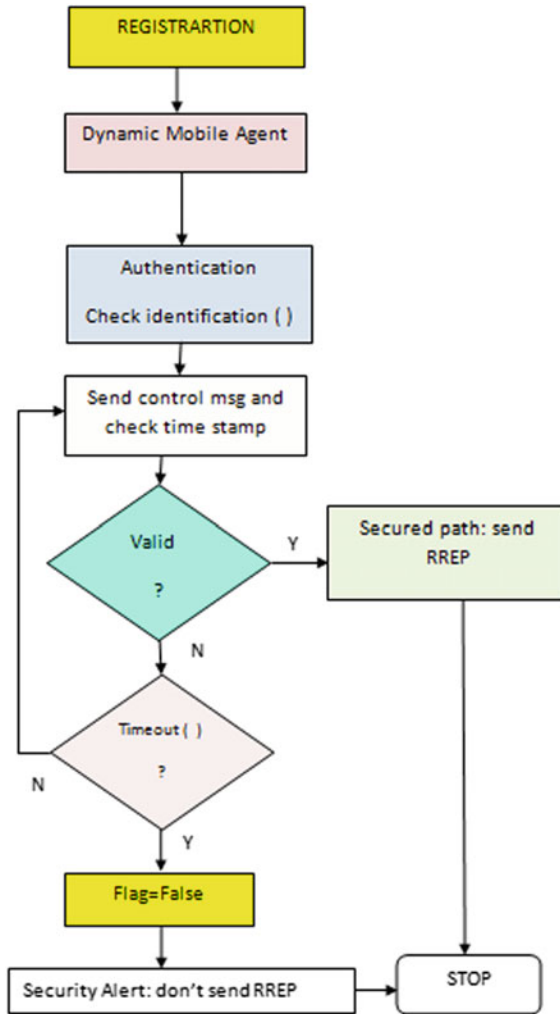 REGISTRARTION
Dynamic Mobile Agent
Authentication
Check identification ( )
Send control msg and
check time stamp
Valid
?
Y
Secured path: send
RREP
N
Timeout ( )
?
N
Y
Flag=False
Security Alert: don't send RREP
STOP